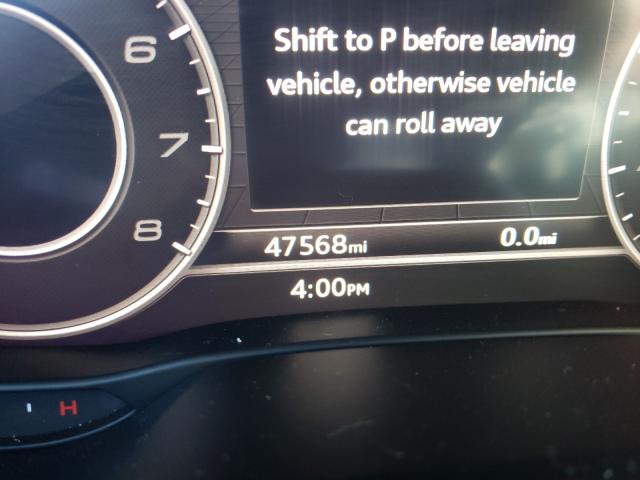 6
7
8
Shift to P before leaving
vehicle, otherwise vehicle
can roll away
47568mi 0.0mi
4:00PM
H